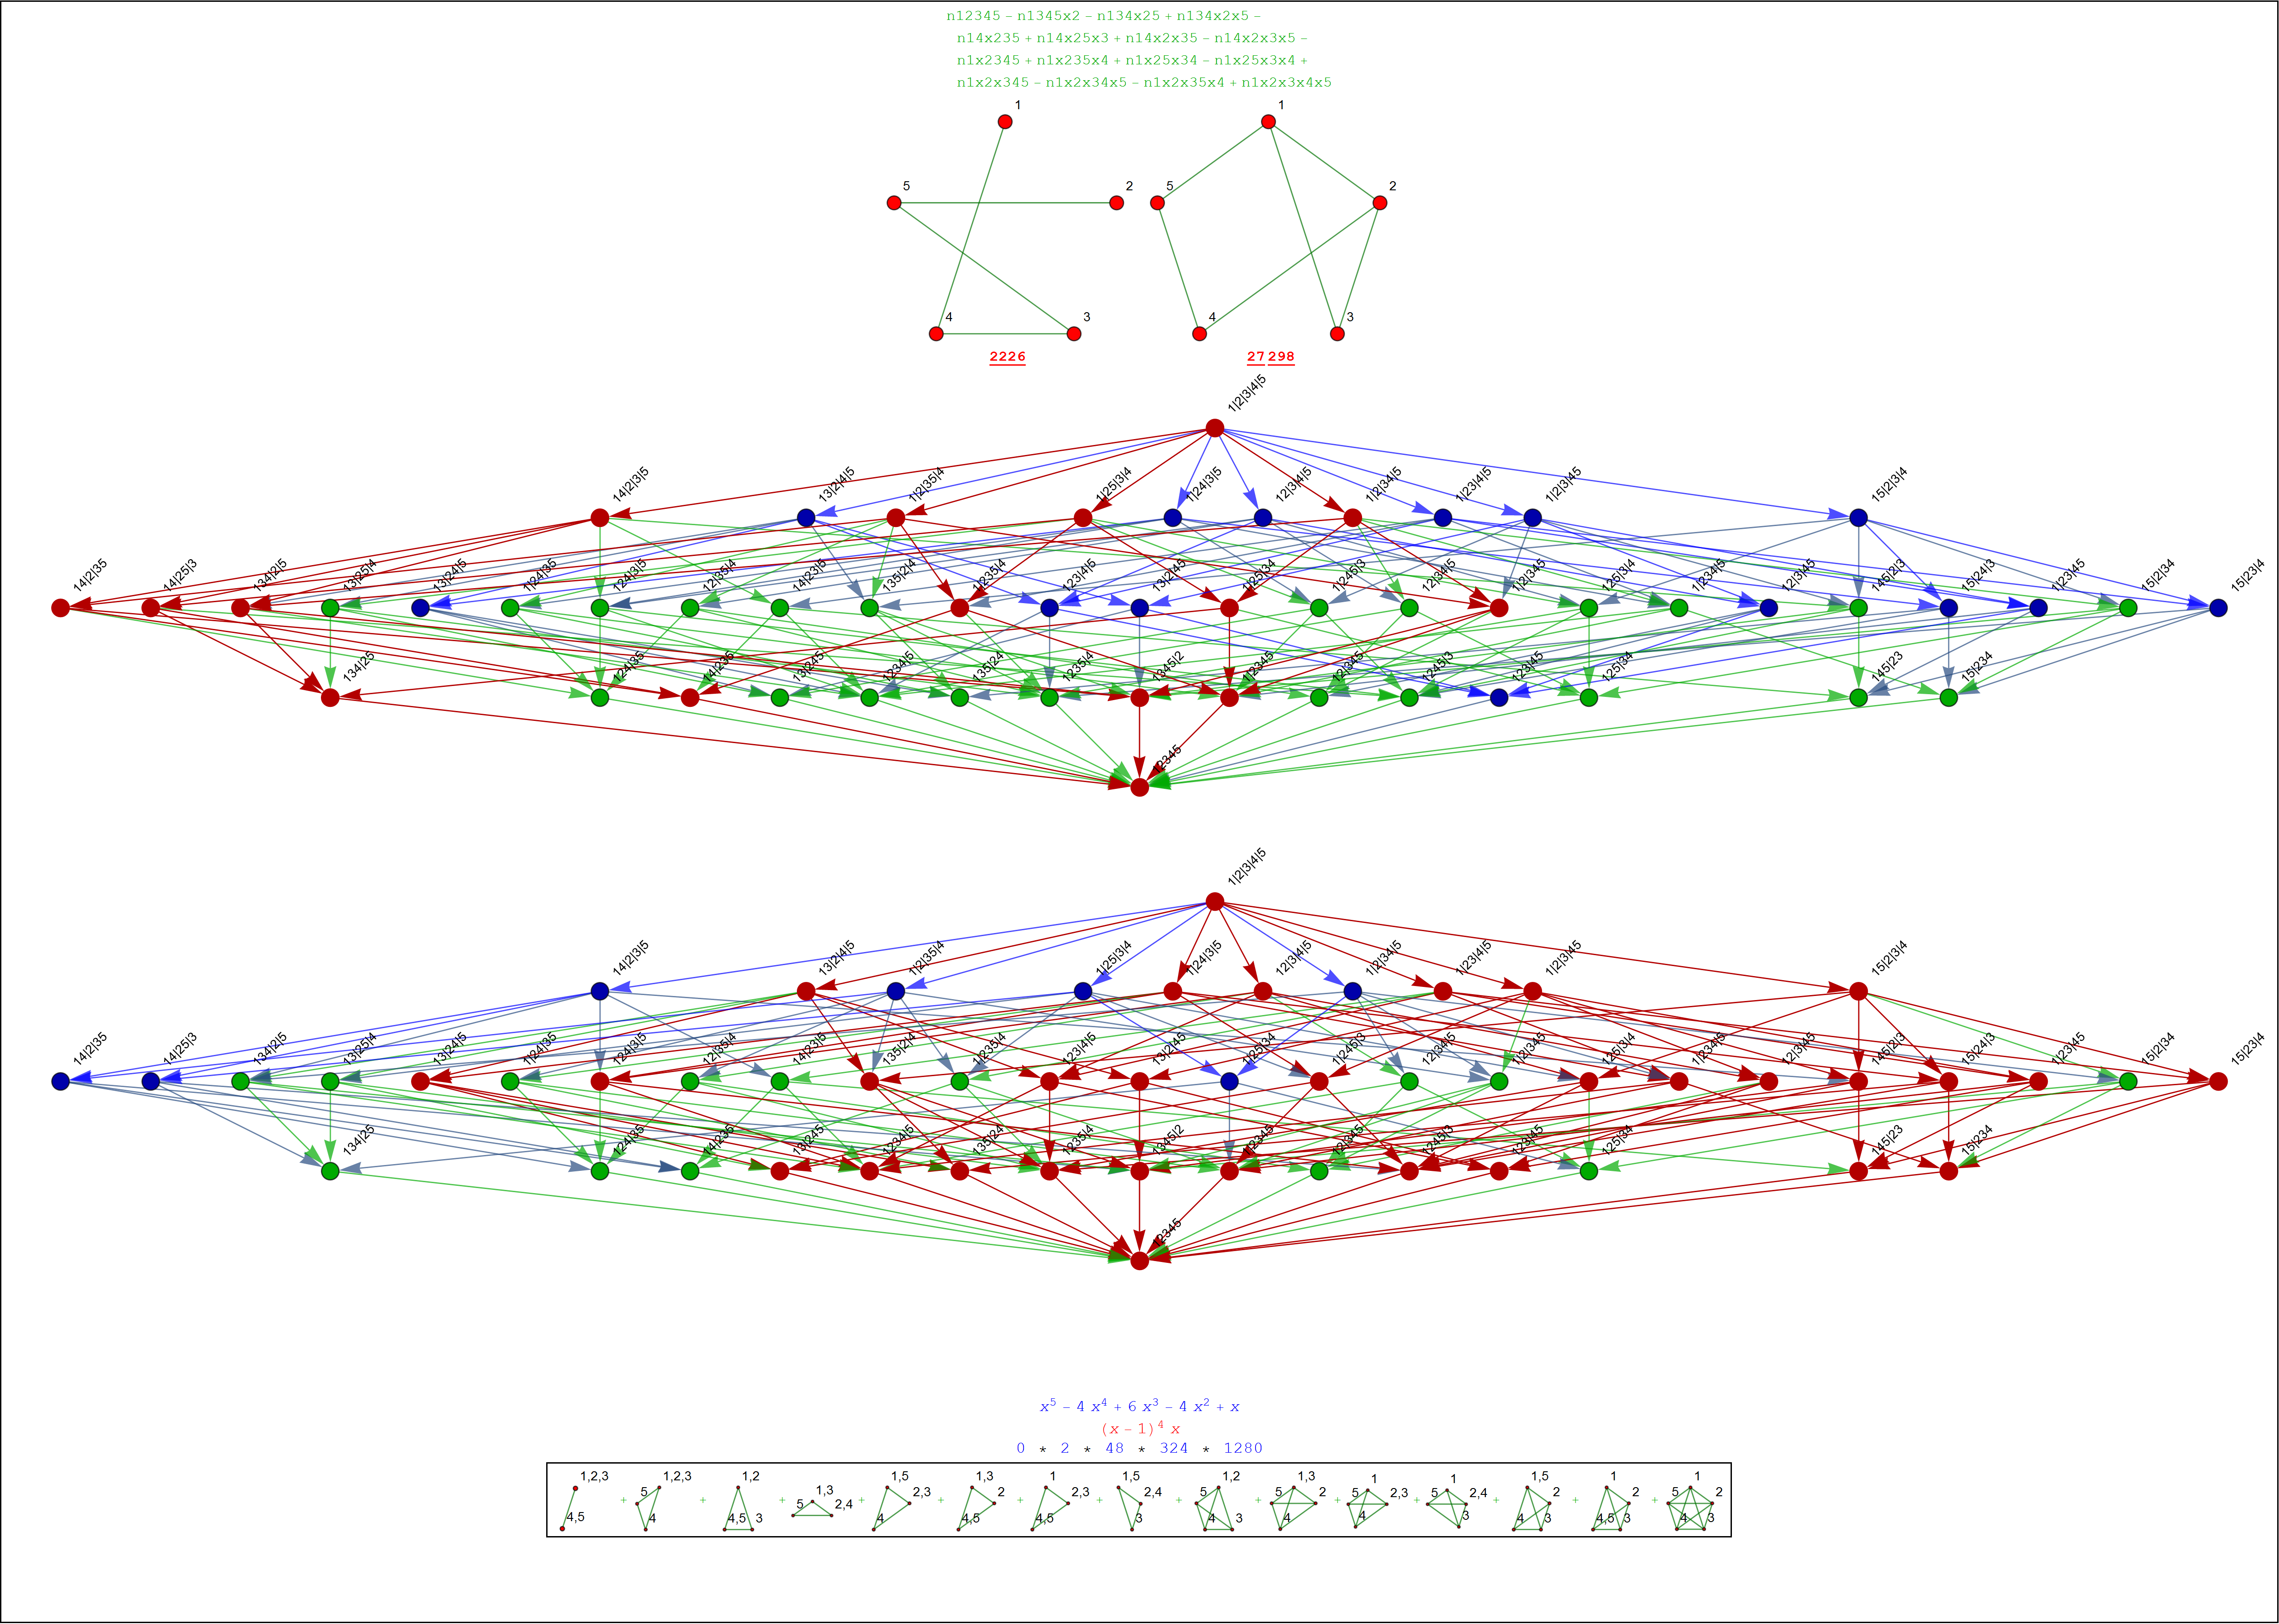 n12345 − n1345x2 − n134x25 + n134x2x5 −
n14x235 + n14x25x3 + n14x2x35 − n14x2x3x5 −
n1x2345 + n1x235x4 + n1x25x34 − n1x25x3x4 +
n1x2x345 − n1x2x34x5 − n1x2x35x4 + n1x2x3x4x5
1 1
5 2 5 2
4 3 4 3
2226 27 298
1|2|3|4|5
14|2|3|5 13|2|4|5 1|2|35|4 1|25|3|4 1|24|3|5 12|3|4|5 1|2|34|5 1|23|4|5 1|2|3|45 15|2|3|4
14|2|35 14|25|3 134|2|5 13|25|4 13|24|5 1|24|35 124|3|5 12|35|4 14|23|5 135|2|4 1|235|4 123|4|5 13|2|45 1|25|34 1|245|3 12|34|5 1|2|345 125|3|4 1|234|5 12|3|45 145|2|3 15|24|3 1|23|45 15|2|34 15|23|4
134|25 124|35 14|235 13|245 1234|5 135|24 1235|4 1345|2 1|2345 12|345 1245|3 123|45 125|34 145|23 15|234
12345
1|2|3|4|5
14|2|3|5 13|2|4|5 1|2|35|4 1|25|3|4 1|24|3|5 12|3|4|5 1|2|34|5 1|23|4|5 1|2|3|45 15|2|3|4
14|2|35 14|25|3 134|2|5 13|25|4 13|24|5 1|24|35 124|3|5 12|35|4 14|23|5 135|2|4 1|235|4 123|4|5 13|2|45 1|25|34 1|245|3 12|34|5 1|2|345 125|3|4 1|234|5 12|3|45 145|2|3 15|24|3 1|23|45 15|2|34 15|23|4
134|25 124|35 14|235 13|245 1234|5 135|24 1235|4 1345|2 1|2345 12|345 1245|3 123|45 125|34 145|23 15|234
12345
x⁵ − 4 x⁴ + 6 x³ − 4 x² + x
(x − 1)⁴ x
0 * 2 * 48 * 324 * 1280
1,2,3 4,5 + 1,2,3 5 4 + 1,2 4,5 3 + 1,3 5 2,4 + 1,5 2,3 4 + 1,3 2 4,5 + 1 2,3 4,5 + 1,5 2,4 3 + 1,2 5 4 3 + 1,3 5 2 4 + 1 5 2,3 4 + 1 5 2,4 3 + 1,5 2 4 3 + 1 2 4,5 3 + 1 5 2 4 3